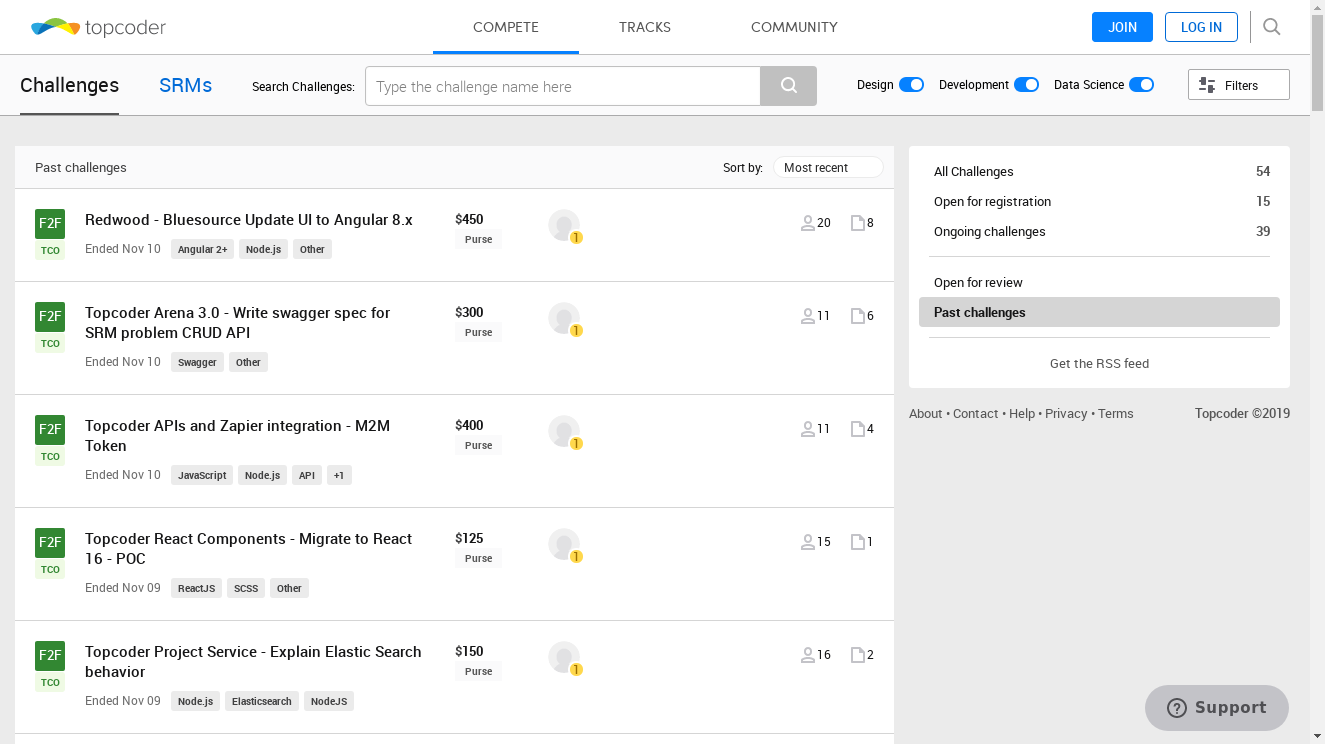 topcoder
COMPETE
TRACKS
COMMUNITY
JOIN
LOG IN
Challenges
SRMs
Search Challenges:
Type the challenge name here
Design
Development
Data Science
Filters
Past challenges
Sort by:
Most recent
F2F
TCO
Redwood - Bluesource Update UI to Angular 8.x
Ended Nov 10
Angular 2+
Node.js
Other
$450
Purse
1
20
8
F2F
TCO
Topcoder Arena 3.0 - Write swagger spec for
SRM problem CRUD API
Ended Nov 10
Swagger
Other
$300
Purse
1
11
6
F2F
TCO
Topcoder APIs and Zapier integration - M2M
Token
Ended Nov 10
JavaScript
Node.js
API
+1
$400
Purse
1
11
4
F2F
TCO
Topcoder React Components - Migrate to React
16 - POC
Ended Nov 09
ReactJS
SCSS
Other
$125
Purse
1
15
1
F2F
TCO
Topcoder Project Service - Explain Elastic Search
behavior
Ended Nov 09
Node.js
Elasticsearch
NodeJS
$150
Purse
1
16
2
All Challenges 54
Open for registration 15
Ongoing challenges 39
Open for review
Past challenges
Get the RSS feed
About • Contact • Help • Privacy • Terms
Topcoder ©2019
Support